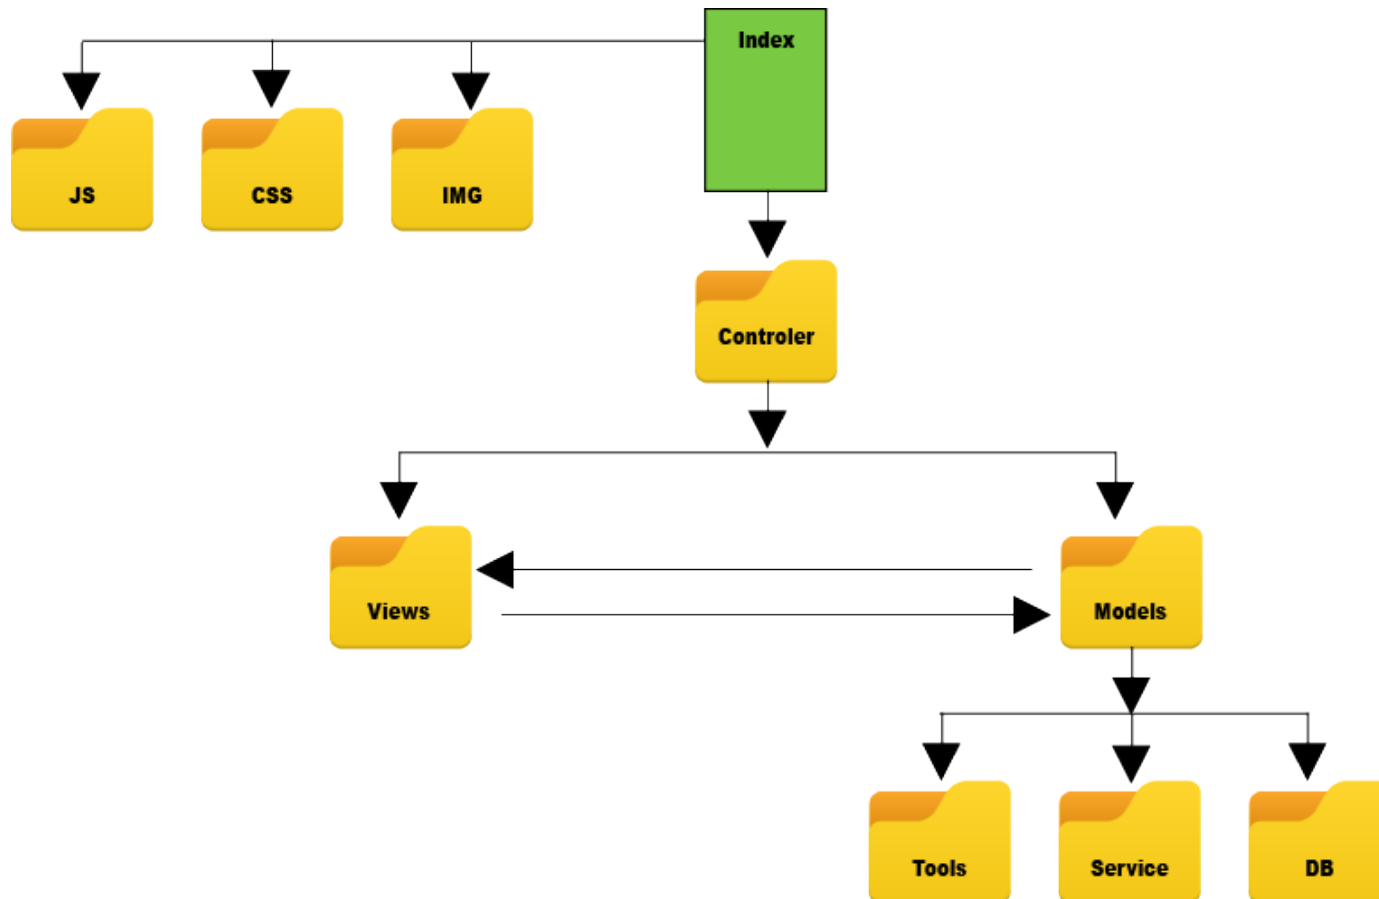 Index
JS
CSS
IMG
Controler
Views
Models
Tools
Service
DB